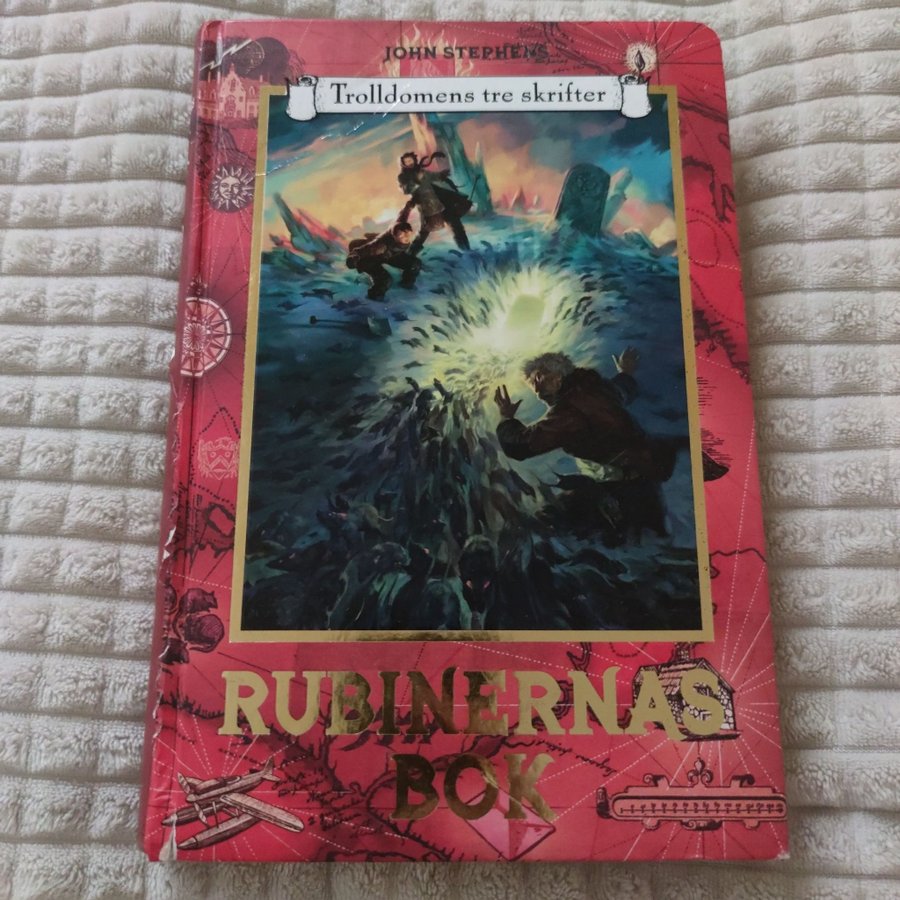 JOHN STEPHENS
Trolldomens tre skrifter
RUBINERNAS
BOK